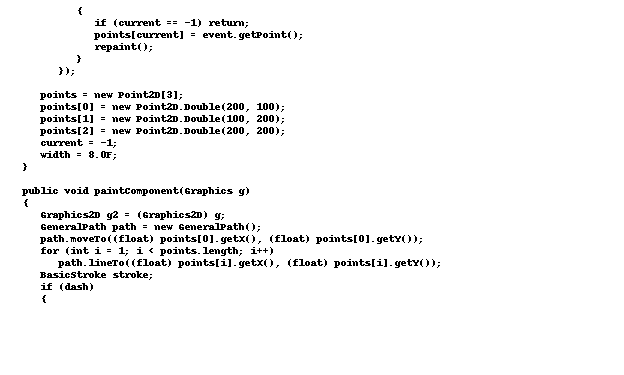 {
if (current == -1) return;
points[current] = event.getPoint();
repaint();
}
});
points = new Point2D[3];
points[0] = new Point2D.Double(200, 100);
points[1] = new Point2D.Double(100, 200);
points[2] = new Point2D.Double(200, 200);
current = -1;
width = 8.0F;
}
public void paintComponent(Graphics g)
{
Graphics2D g2 = (Graphics2D) g;
GeneralPath path = new GeneralPath();
path.moveTo((float) points[0].getX(), (float) points[0].getY());
for (int i = 1; i < points.length; i++)
path.lineTo((float) points[i].getX(), (float) points[i].getY());
BasicStroke stroke;
if (dash)
{